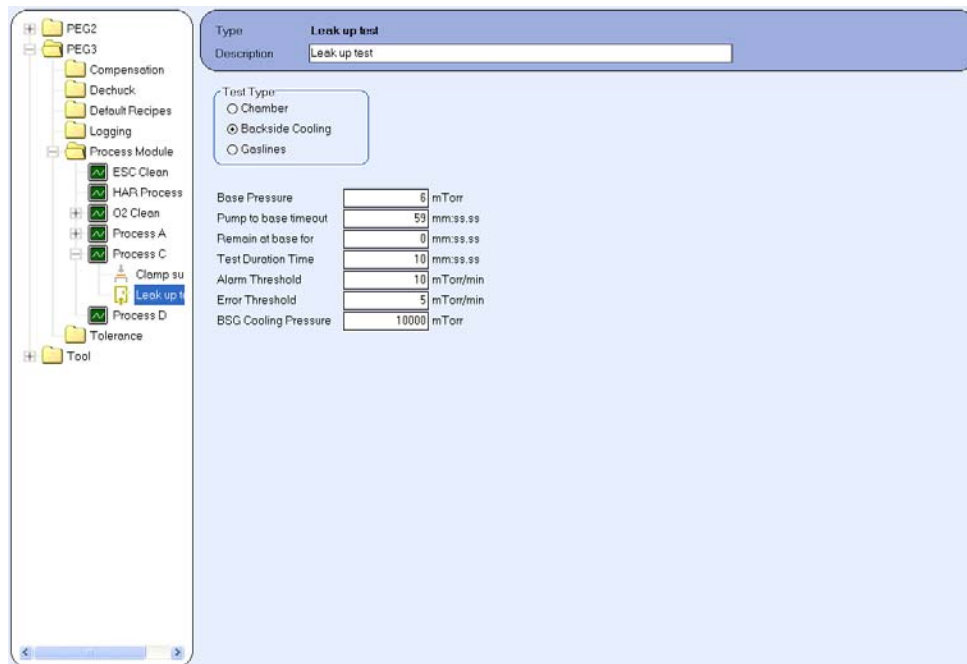 PEG2
PEG3
Compensation
Dechuck
Default Recipes
Logging
Process Module
ESC Clean
HAR Process
O2 Clean
Process A
Process C
Clamp su
Leak up t
Process D
Tolerance
Tool
Type Leak up test
Description Leak up test
Test Type
Chamber
Backside Cooling
Gaslines
Base Pressure 6 mTorr
Pump to base timeout 59 mm:ss.ss
Remain at base for 0 mm:ss.ss
Test Duration Time 10 mm:ss.ss
Alarm Threshold 10 mTorr/min
Error Threshold 5 mTorr/min
BSG Cooling Pressure 10000 mTorr